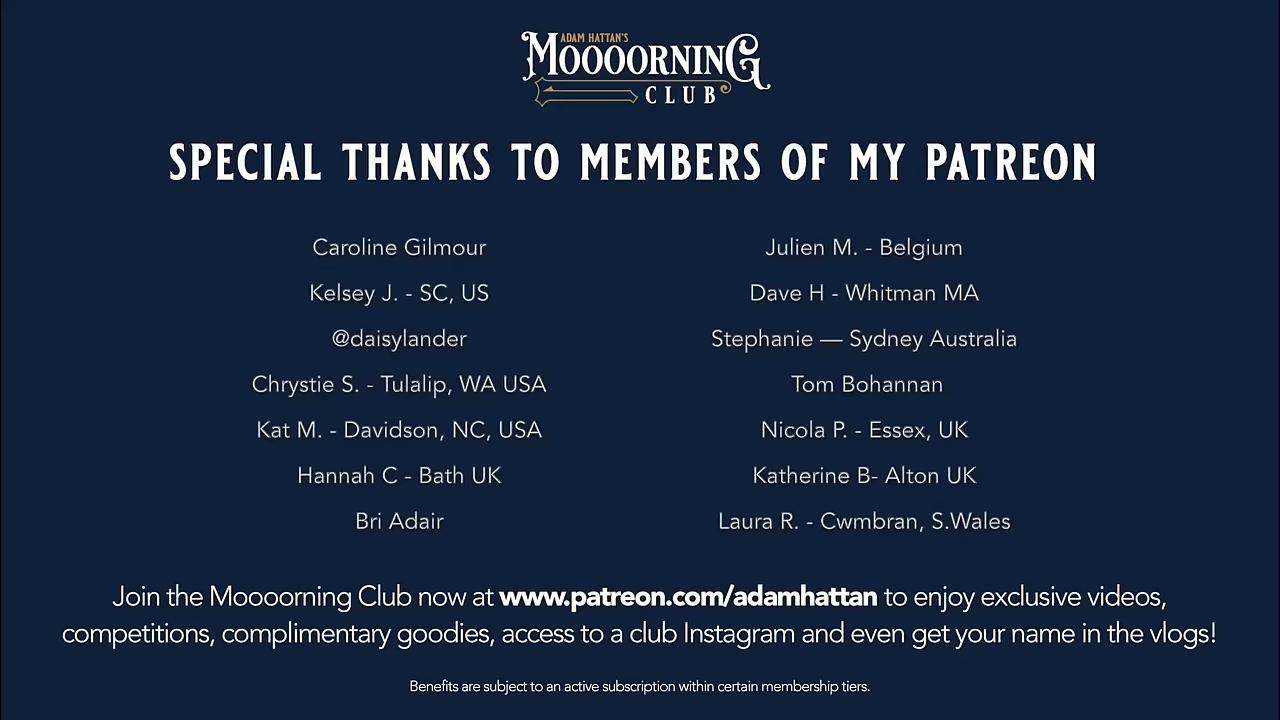 ADAM HATTAN'S
MOOOORNING
CLUB
SPECIAL THANKS TO MEMBERS OF MY PATREON
Caroline Gilmour
Kelsey J. - SC, US
@daisylander
Chrystie S. - Tulalip, WA USA
Kat M. - Davidson, NC, USA
Hannah C - Bath UK
Bri Adair
Julien M. - Belgium
Dave H - Whitman MA
Stephanie — Sydney Australia
Tom Bohannan
Nicola P. - Essex, UK
Katherine B- Alton UK
Laura R. - Cwmbran, S.Wales
Join the Moooorning Club now at www.patreon.com/adamhattan to enjoy exclusive videos,
competitions, complimentary goodies, access to a club Instagram and even get your name in the vlogs!
Benefits are subject to an active subscription within certain membership tiers.